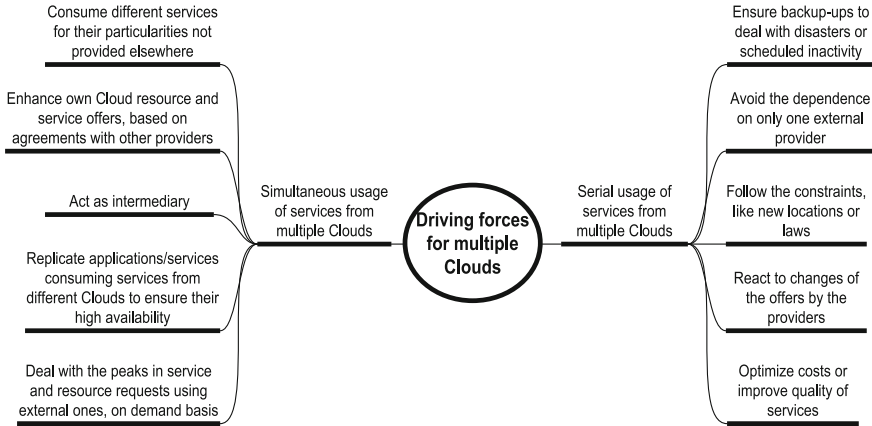 Consume different services
for their particularities not
provided elsewhere
Enhance own Cloud resource and
service offers, based on
agreements with other providers
Act as intermediary
Replicate applications/services
consuming services from
different Clouds to ensure their
high availability
Deal with the peaks in service
and resource requests using
external ones, on demand basis
Simultaneous usage
of services from
multiple Clouds
Driving forces
for multiple
Clouds
Serial usage of
services from
multiple Clouds
Ensure backup-ups to
deal with disasters or
scheduled inactivity
Avoid the dependence
on only one external
provider
Follow the constraints,
like new locations or
laws
React to changes of
the offers by the
providers
Optimize costs or
improve quality of
services